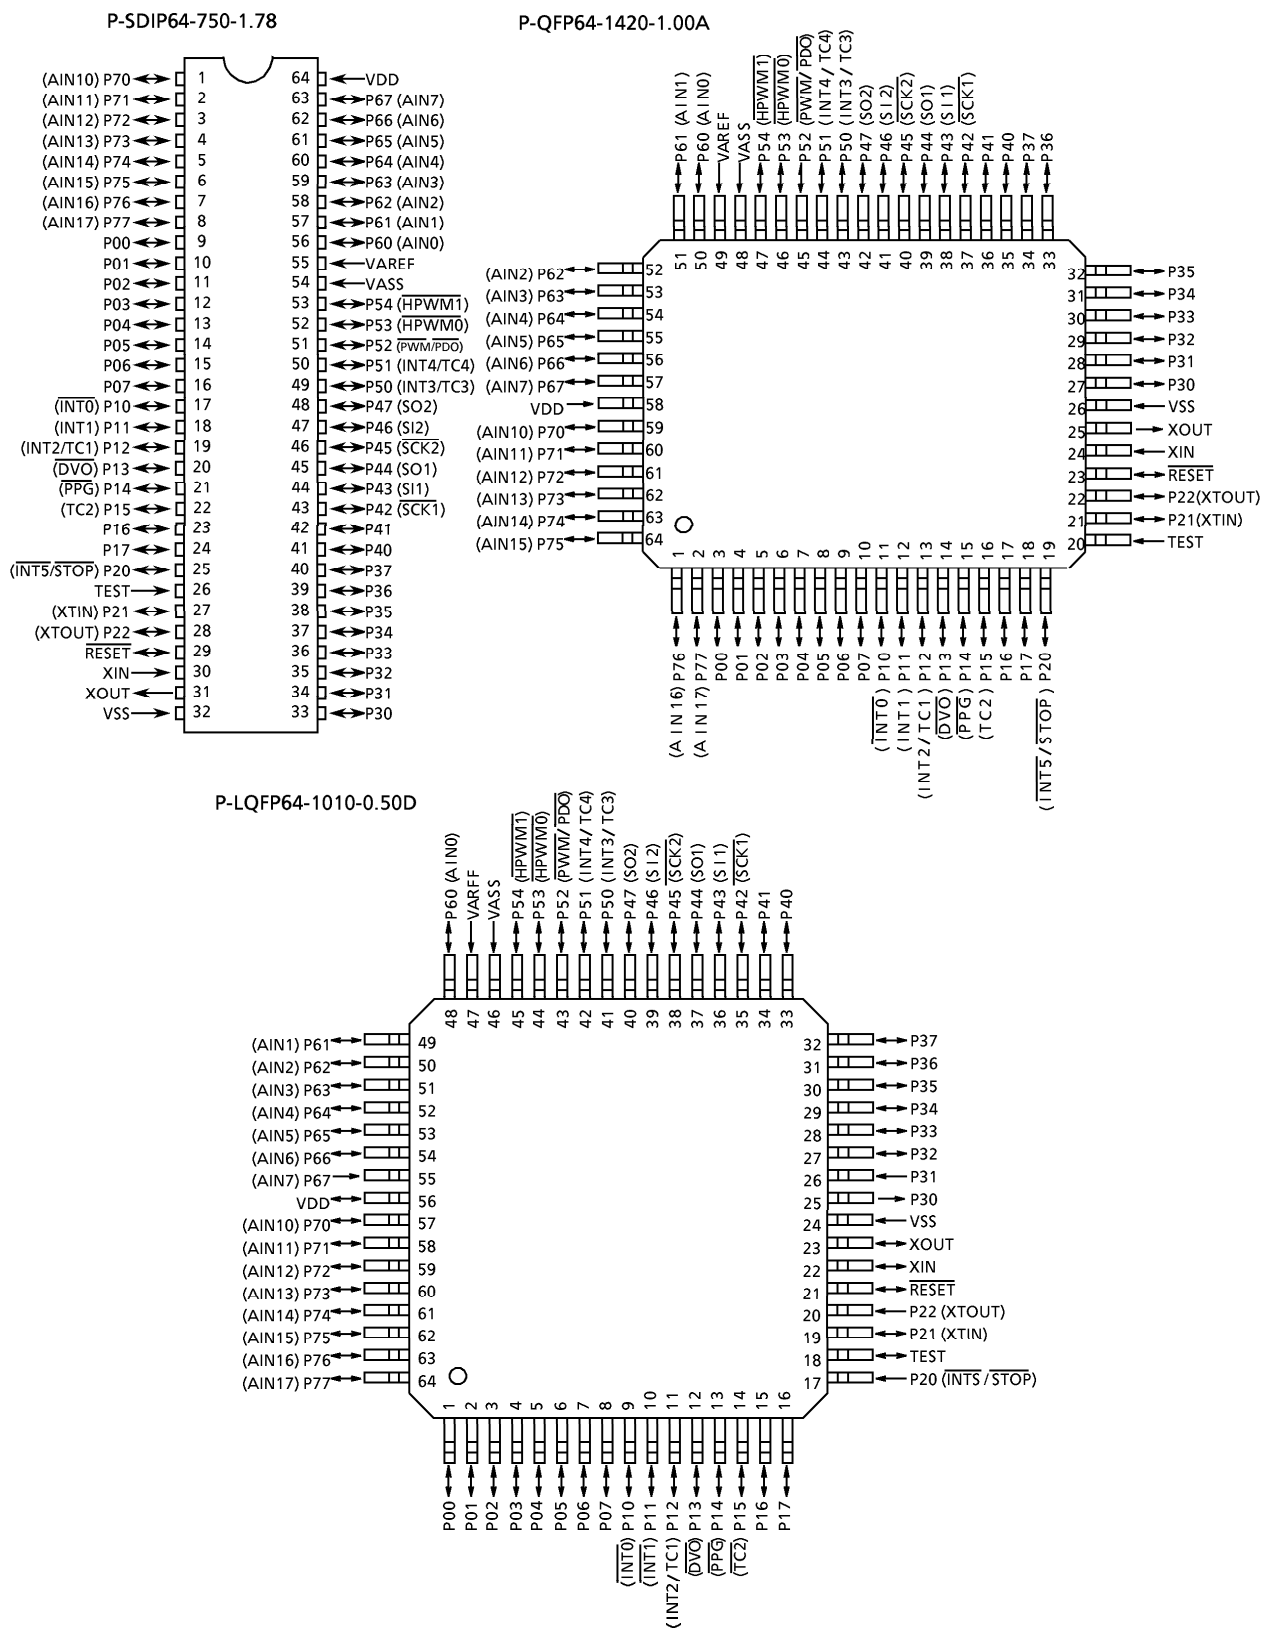 P-SDIP64-750-1.78
(AIN10) P70 1 64 VDD
(AIN11) P71 2 63 P67 (AIN7)
(AIN12) P72 3 62 P66 (AIN6)
(AIN13) P73 4 61 P65 (AIN5)
(AIN14) P74 5 60 P64 (AIN4)
(AIN15) P75 6 59 P63 (AIN3)
(AIN16) P76 7 58 P62 (AIN2)
(AIN17) P77 8 57 P61 (AIN1)
P00 9 56 P60 (AIN0)
P01 10 55 VAREF
P02 11 54 VASS
P03 12 53 P54 (HPWM1)
P04 13 52 P53 (HPWM0)
P05 14 51 P52 (PWM/PDO)
P06 15 50 P51 (INT4/TC4)
P07 16 49 P50 (INT3/TC3)
(INT0) P10 17 48 P47 (SO2)
(INT1) P11 18 47 P46 (SI2)
(INT2/TC1) P12 19 46 P45 (SCK2)
(DVO) P13 20 45 P44 (SO1)
(PPG) P14 21 44 P43 (SI1)
(TC2) P15 22 43 P42 (SCK1)
P16 23 42 P41
P17 24 41 P40
(INT5/STOP) P20 25 40 P37
TEST 26 39 P36
(XTIN) P21 27 38 P35
(XTOUT) P22 28 37 P34
RESET 29 36 P33
XIN 30 35 P32
XOUT 31 34 P31
VSS 32 33 P30
P-QFP64-1420-1.00A
P61 (AIN1)
P60 (AIN0)
VAREF
VASS
P54 (HPWM1)
P53 (HPWM0)
P52 (PWM/PDO)
P51 (INT4/TC4)
P50 (INT3/TC3)
P47 (SO2)
P46 (SI2)
P45 (SCK2)
P44 (SO1)
P43 (SI1)
P42 (SCK1)
P41
P40
P37
P36
51 50 49 48 47 46 45 44 43 42 41 40 39 38 37 36 35 34 33
(AIN2) P62 52 32 P35
(AIN3) P63 53 31 P34
(AIN4) P64 54 30 P33
(AIN5) P65 55 29 P32
(AIN6) P66 56 28 P31
(AIN7) P67 57 27 P30
VDD 58 26 VSS
(AIN10) P70 59 25 XOUT
(AIN11) P71 60 24 XIN
(AIN12) P72 61 23 RESET
(AIN13) P73 62 22 P22(XTOUT)
(AIN14) P74 63 21 P21(XTIN)
(AIN15) P75 64 20 TEST
1 2 3 4 5 6 7 8 9 10 11 12 13 14 15 16 17 18 19
(AIN16) P76
(AIN17) P77
P00
P01
P02
P03
P04
P05
P06
P07
(INT0) P10
(INT1) P11
(INT2/TC1) P12
(DVO) P13
(PPG) P14
(TC2) P15
P16
P17
(INT5/STOP) P20
P-LQFP64-1010-0.50D
P60 (AIN0)
VARFF
VASS
P54 (HPWM1)
P53 (HPWM0)
P52 (PWM/PDO)
P51 (INT4/TC4)
P50 (INT3/TC3)
P47 (SO2)
P46 (SI2)
P45 (SCK2)
P44 (SO1)
P43 (SI1)
P42 (SCK1)
P41
P40
48 47 46 45 44 43 42 41 40 39 38 37 36 35 34 33
(AIN1) P61 49 32 P37
(AIN2) P62 50 31 P36
(AIN3) P63 51 30 P35
(AIN4) P64 52 29 P34
(AIN5) P65 53 28 P33
(AIN6) P66 54 27 P32
(AIN7) P67 55 26 P31
VDD 56 25 P30
(AIN10) P70 57 24 VSS
(AIN11) P71 58 23 XOUT
(AIN12) P72 59 22 XIN
(AIN13) P73 60 21 RESET
(AIN14) P74 61 20 P22 (XTOUT)
(AIN15) P75 62 19 P21 (XTIN)
(AIN16) P76 63 18 TEST
(AIN17) P77 64 17 P20 (INTS/STOP)
1 2 3 4 5 6 7 8 9 10 11 12 13 14 15 16
P00
P01
P02
P03
P04
P05
P06
P07
(INT0) P10
(INT1) P11
(INT2/TC1) P12
(DVO) P13
(PPG) P14
(TC2) P15
P16
P17